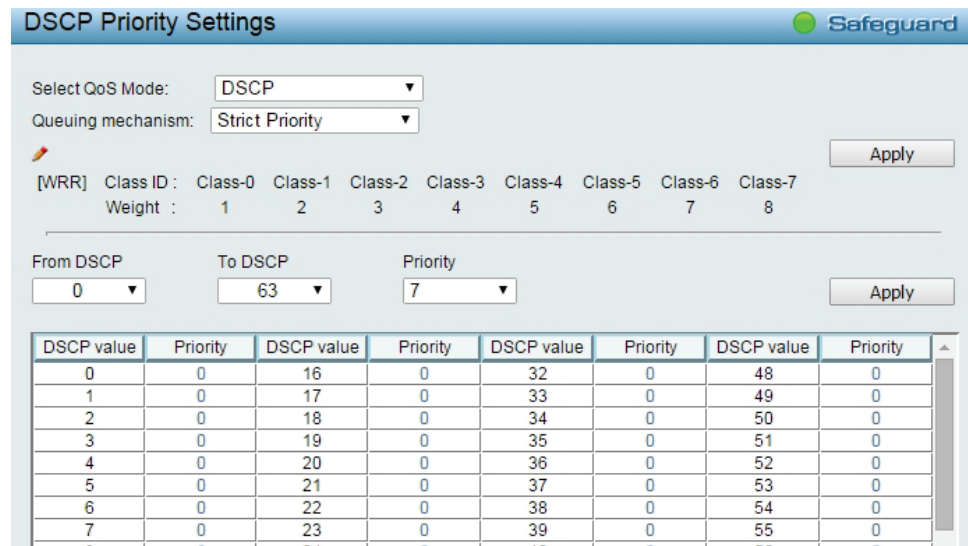 DSCP Priority Settings Safeguard
Select QoS Mode: DSCP
Queuing mechanism: Strict Priority
Apply
[WRR] Class ID : Class-0 Class-1 Class-2 Class-3 Class-4 Class-5 Class-6 Class-7
Weight : 1 2 3 4 5 6 7 8
From DSCP To DSCP Priority
0 63 7 Apply
DSCP value Priority DSCP value Priority DSCP value Priority DSCP value Priority
0 0 16 0 32 0 48 0
1 0 17 0 33 0 49 0
2 0 18 0 34 0 50 0
3 0 19 0 35 0 51 0
4 0 20 0 36 0 52 0
5 0 21 0 37 0 53 0
6 0 22 0 38 0 54 0
7 0 23 0 39 0 55 0